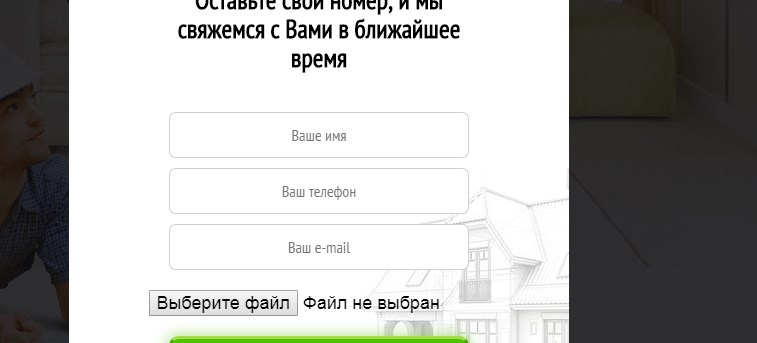 Оставьте свой номер, и мы
свяжемся с Вами в ближайшее
время
Ваше имя
Ваш телефон
Ваш e-mail
Выберите файл Файл не выбран